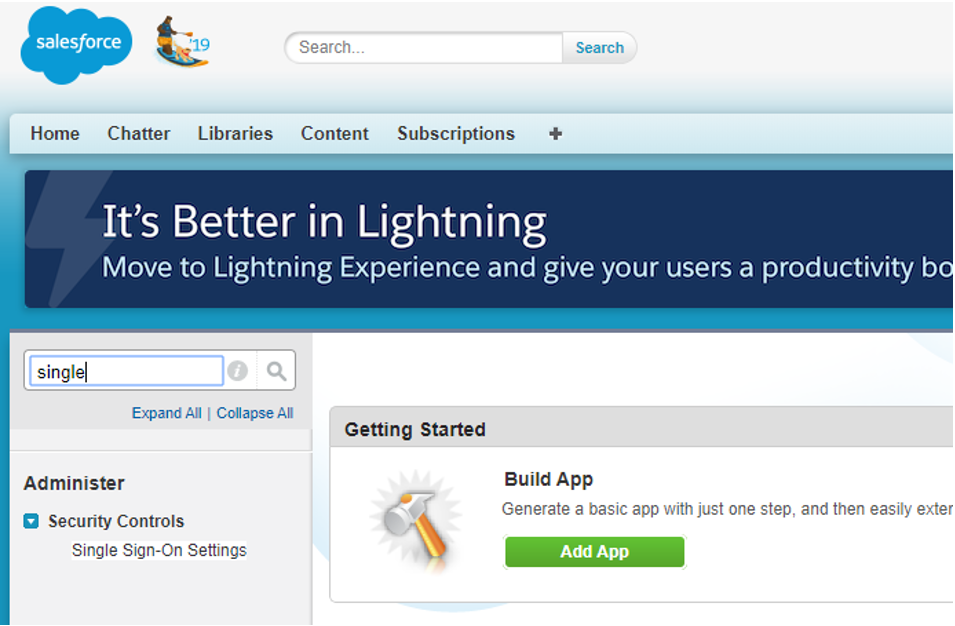 salesforce
'19
Search...
Search
Home Chatter Libraries Content Subscriptions +
It's Better in Lightning
Move to Lightning Experience and give your users a productivity bo
single
Expand All | Collapse All
Getting Started
Administer
Build App
Security Controls
Generate a basic app with just one step, and then easily exter
Single Sign-On Settings
Add App